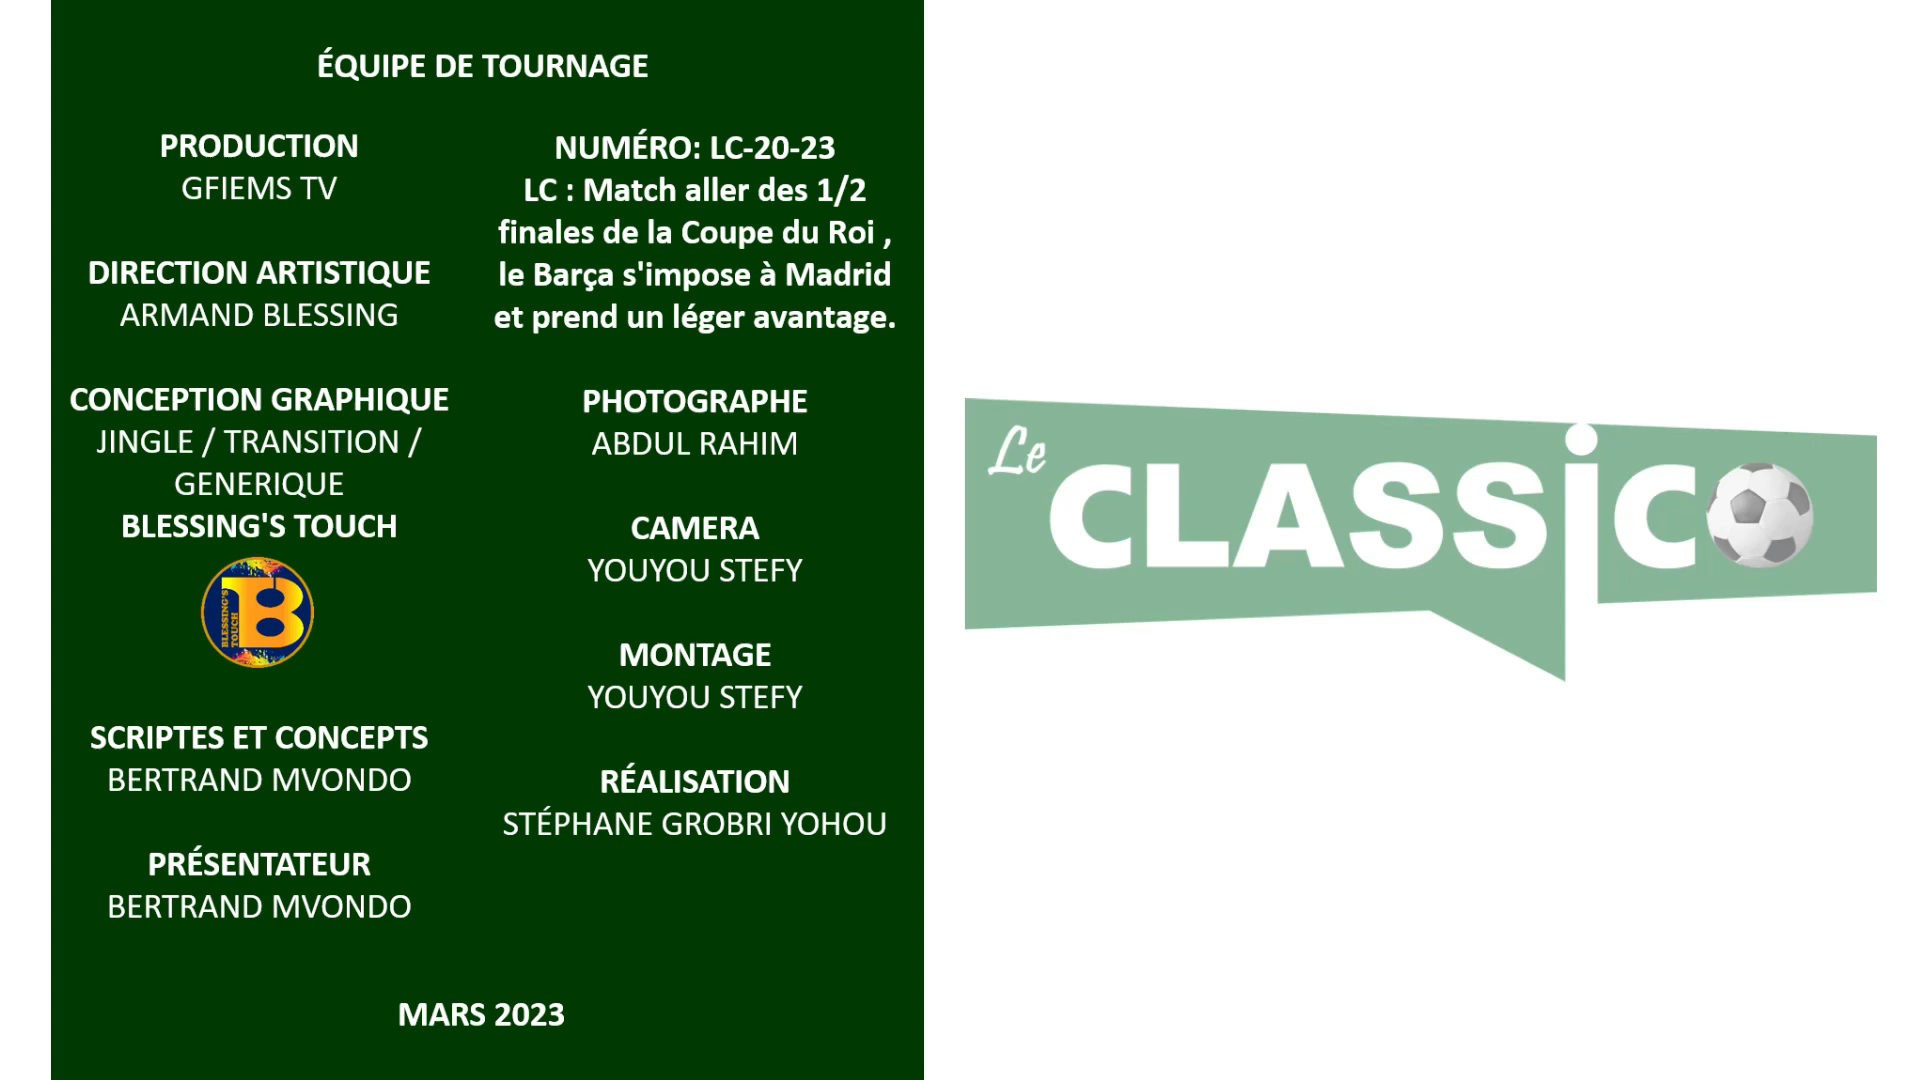 ÉQUIPE DE TOURNAGE
PRODUCTION
GFIEMS TV
DIRECTION ARTISTIQUE
ARMAND BLESSING
CONCEPTION GRAPHIQUE
JINGLE / TRANSITION /
GENERIQUE
BLESSING'S TOUCH
BLESSING'S
TOUCH
B
SCRIPTES ET CONCEPTS
BERTRAND MVONDO
PRÉSENTATEUR
BERTRAND MVONDO
NUMÉRO: LC-20-23
LC : Match aller des 1/2
finales de la Coupe du Roi ,
le Barça s'impose à Madrid
et prend un léger avantage.
PHOTOGRAPHE
ABDUL RAHIM
CAMERA
YOUYOU STEFY
MONTAGE
YOUYOU STEFY
RÉALISATION
STÉPHANE GROBRI YOHOU
MARS 2023
Le
CLASSiCO